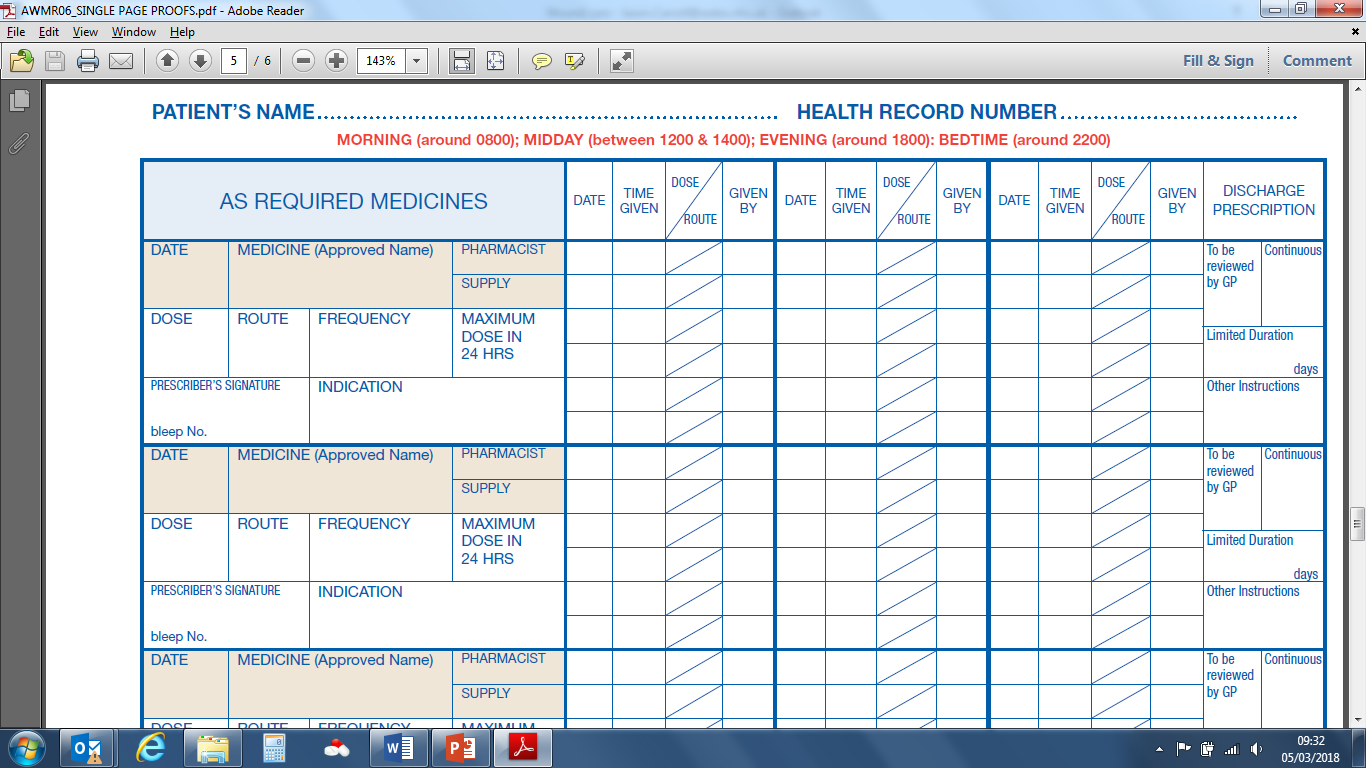 AWMR06_SINGLE PAGE PROOFS.pdf - Adobe Reader
File Edit View Window Help
5 / 6 143% Fill & Sign Comment
PATIENT'S NAME HEALTH RECORD NUMBER
MORNING (around 0800); MIDDAY (between 1200 & 1400); EVENING (around 1800): BEDTIME (around 2200)
AS REQUIRED MEDICINES
DATE
TIME GIVEN
DOSE
ROUTE
GIVEN BY
DATE
TIME GIVEN
DOSE
ROUTE
GIVEN BY
DATE
TIME GIVEN
DOSE
ROUTE
GIVEN BY
DISCHARGE
PRESCRIPTION
DATE MEDICINE (Approved Name) PHARMACIST
SUPPLY
To be
reviewed
by GP
Continuous
DOSE ROUTE FREQUENCY MAXIMUM
DOSE IN
24 HRS
Limited Duration
days
PRESCRIBER'S SIGNATURE INDICATION
bleep No.
Other Instructions
DATE MEDICINE (Approved Name) PHARMACIST
SUPPLY
To be
reviewed
by GP
Continuous
DOSE ROUTE FREQUENCY MAXIMUM
DOSE IN
24 HRS
Limited Duration
days
PRESCRIBER'S SIGNATURE INDICATION
bleep No.
Other Instructions
DATE MEDICINE (Approved Name) PHARMACIST
SUPPLY
To be
reviewed
by GP
Continuous
DOSE ROUTE FREQUENCY MAXIMUM
09:32
05/03/2018